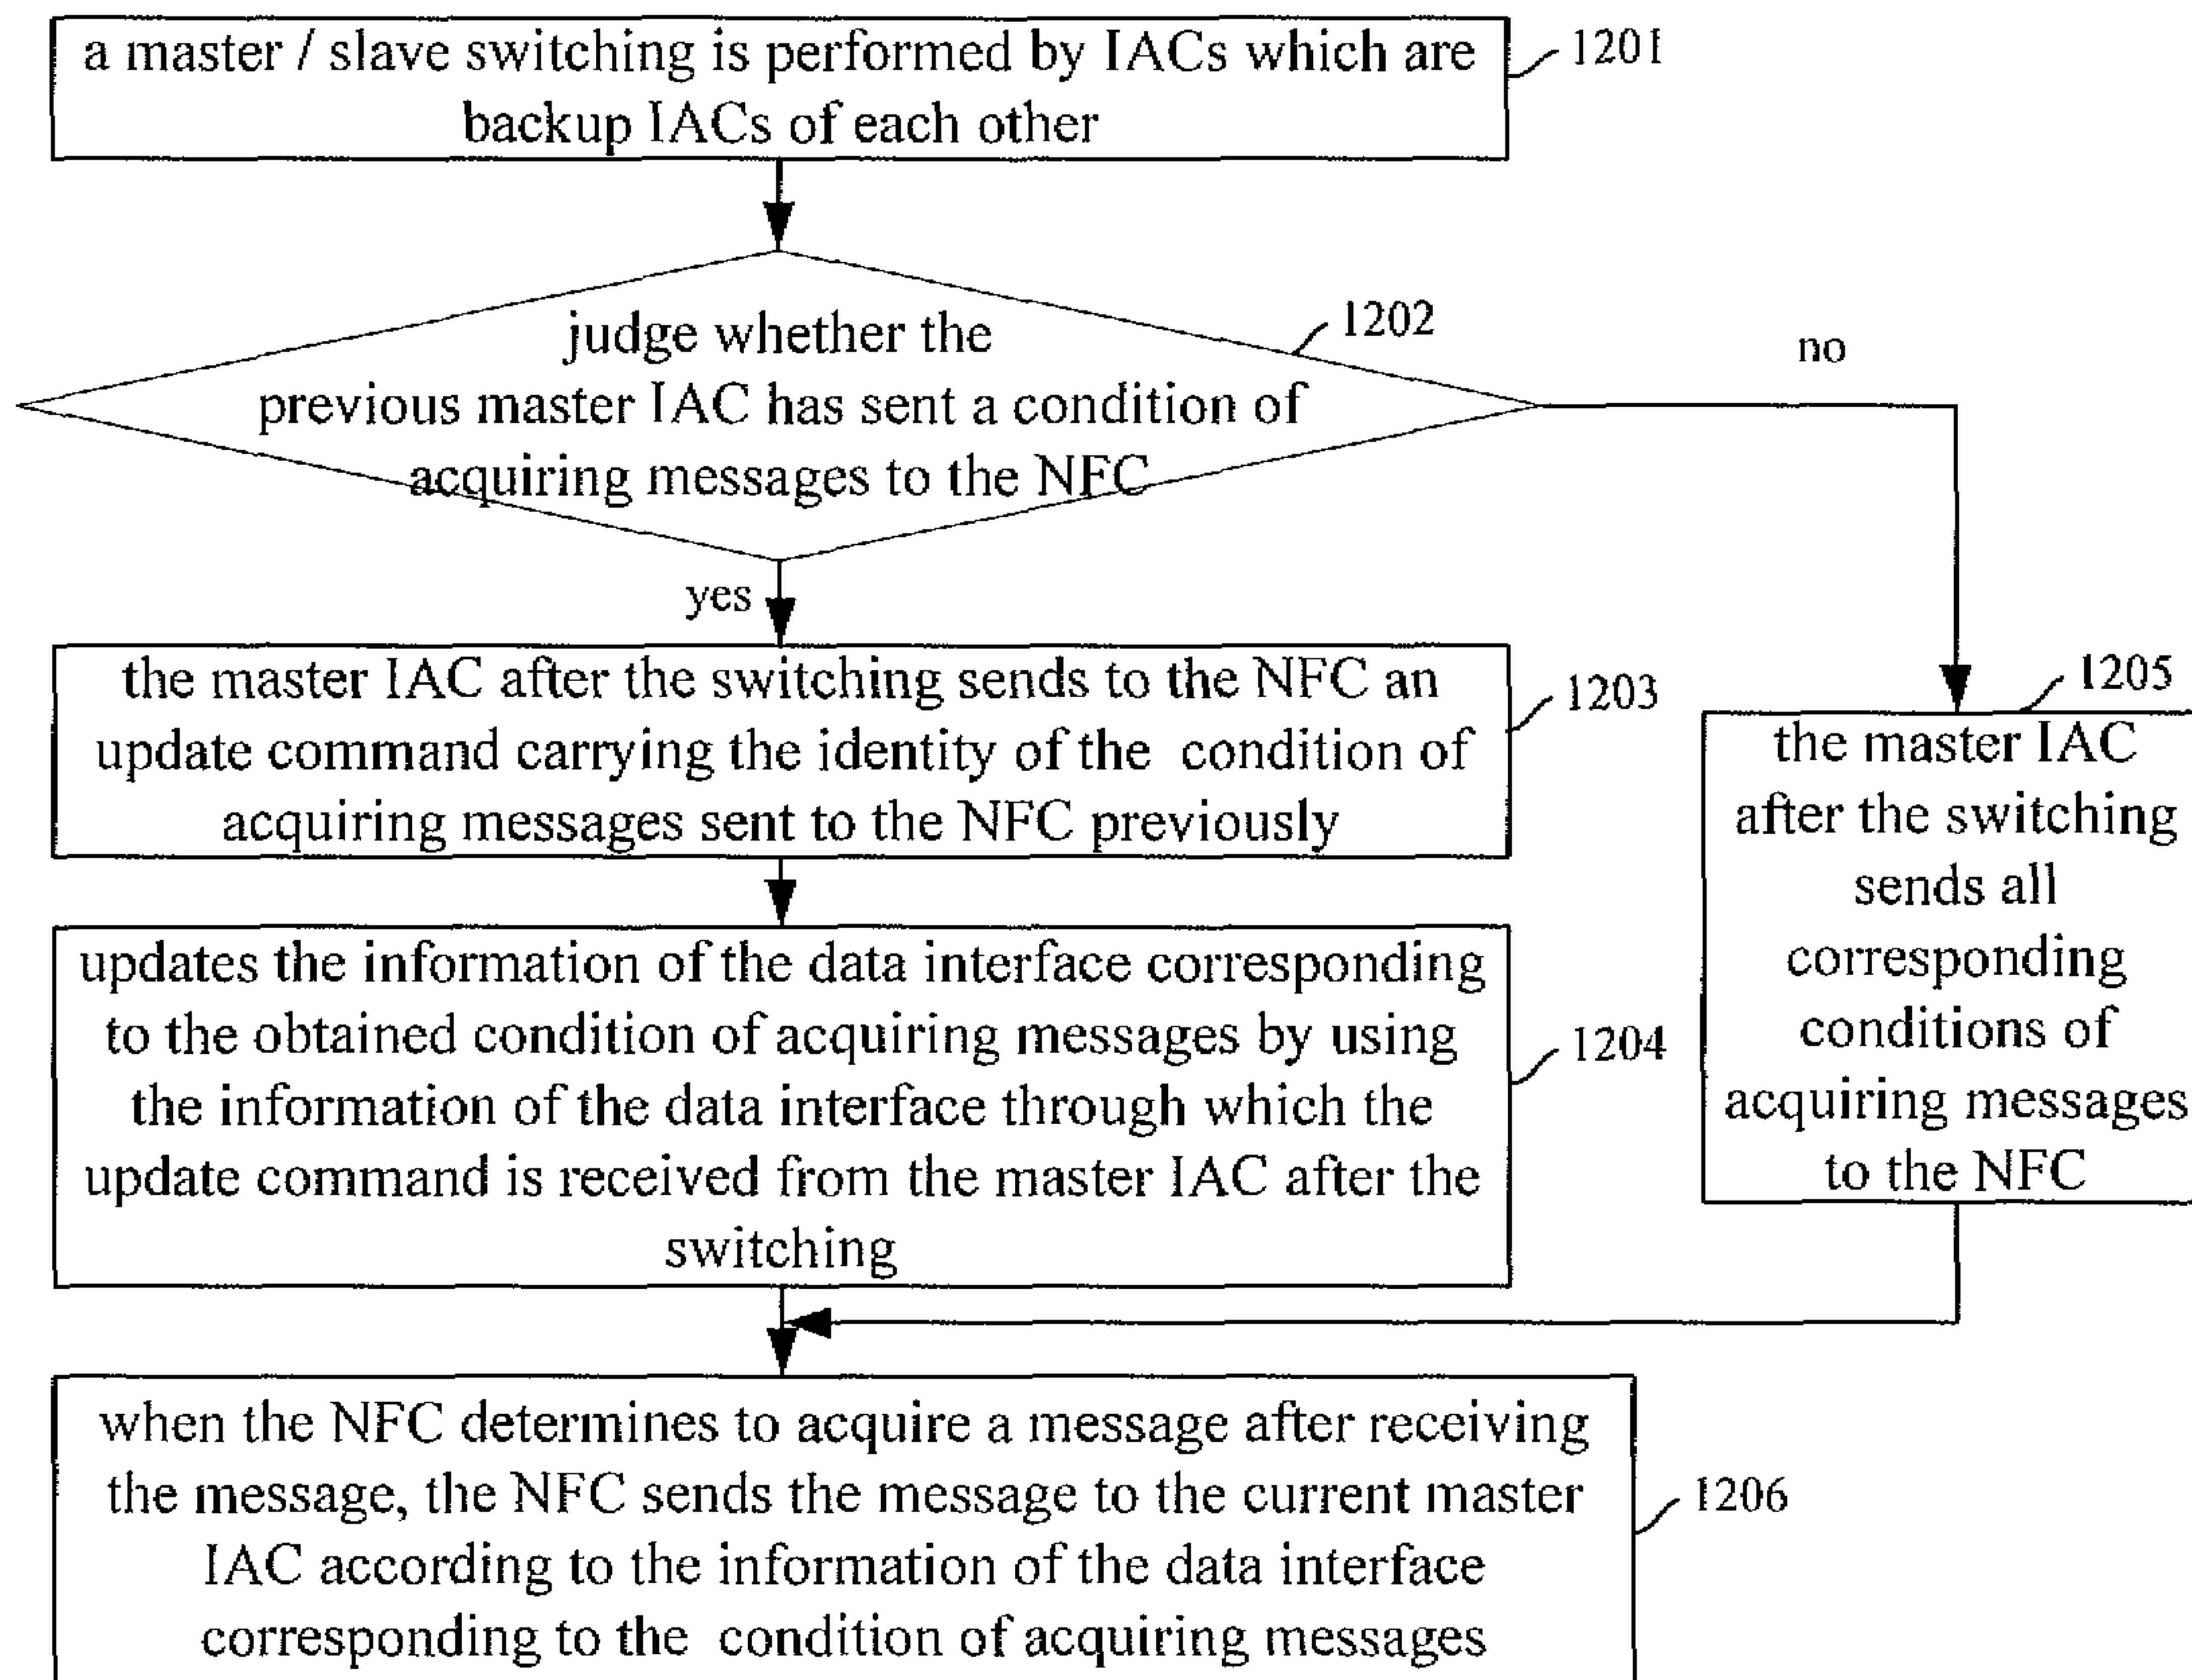 a master / slave switching is performed by IACs which are
backup IACs of each other
1201
judge whether the
previous master IAC has sent a condition of
acquiring messages to the NFC
1202
no
yes
the master IAC after the switching sends to the NFC an
update command carrying the identity of the condition of
acquiring messages sent to the NFC previously
1203
updates the information of the data interface corresponding
to the obtained condition of acquiring messages by using
the information of the data interface through which the
update command is received from the master IAC after the
switching
1204
the master IAC
after the switching
sends all
corresponding
conditions of
acquiring messages
to the NFC
1205
when the NFC determines to acquire a message after receiving
the message, the NFC sends the message to the current master
IAC according to the information of the data interface
corresponding to the condition of acquiring messages
1206